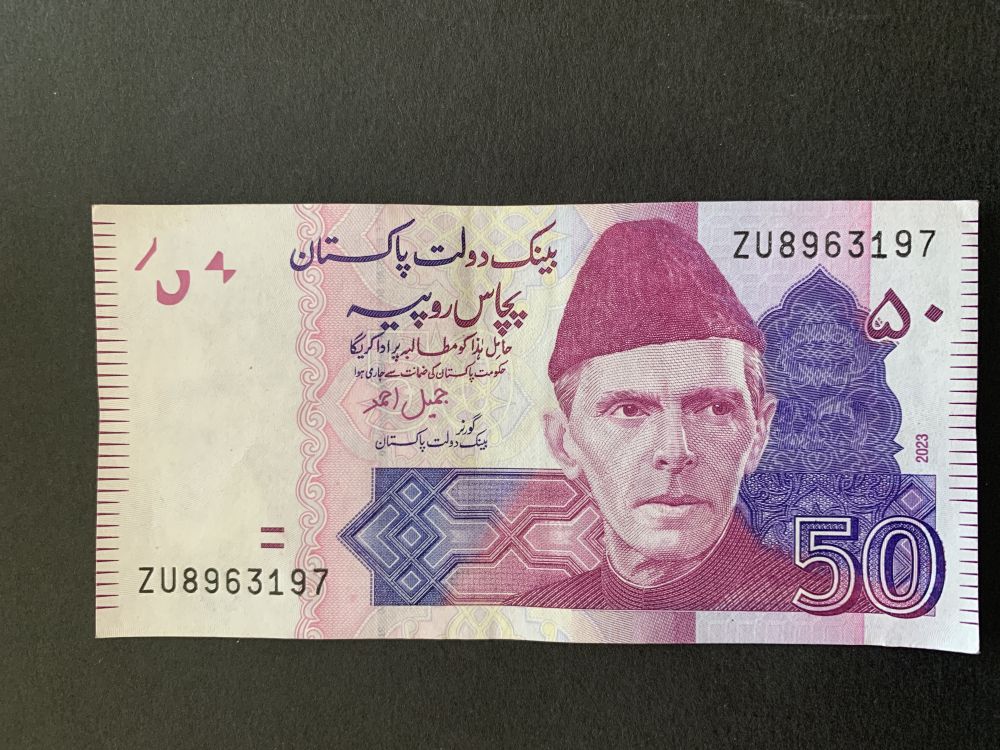 بینک دولت پاکستان
ZU8963197
پچاس روپیہ
۵۰
حامل ہٰذا کو مطالبہ پر ادا کریگا
حکومت پاکستان کی ضمانت سے جاری ہوا
جمیل احمد
گورنر
بینک دولت پاکستان
2023
50
ZU8963197